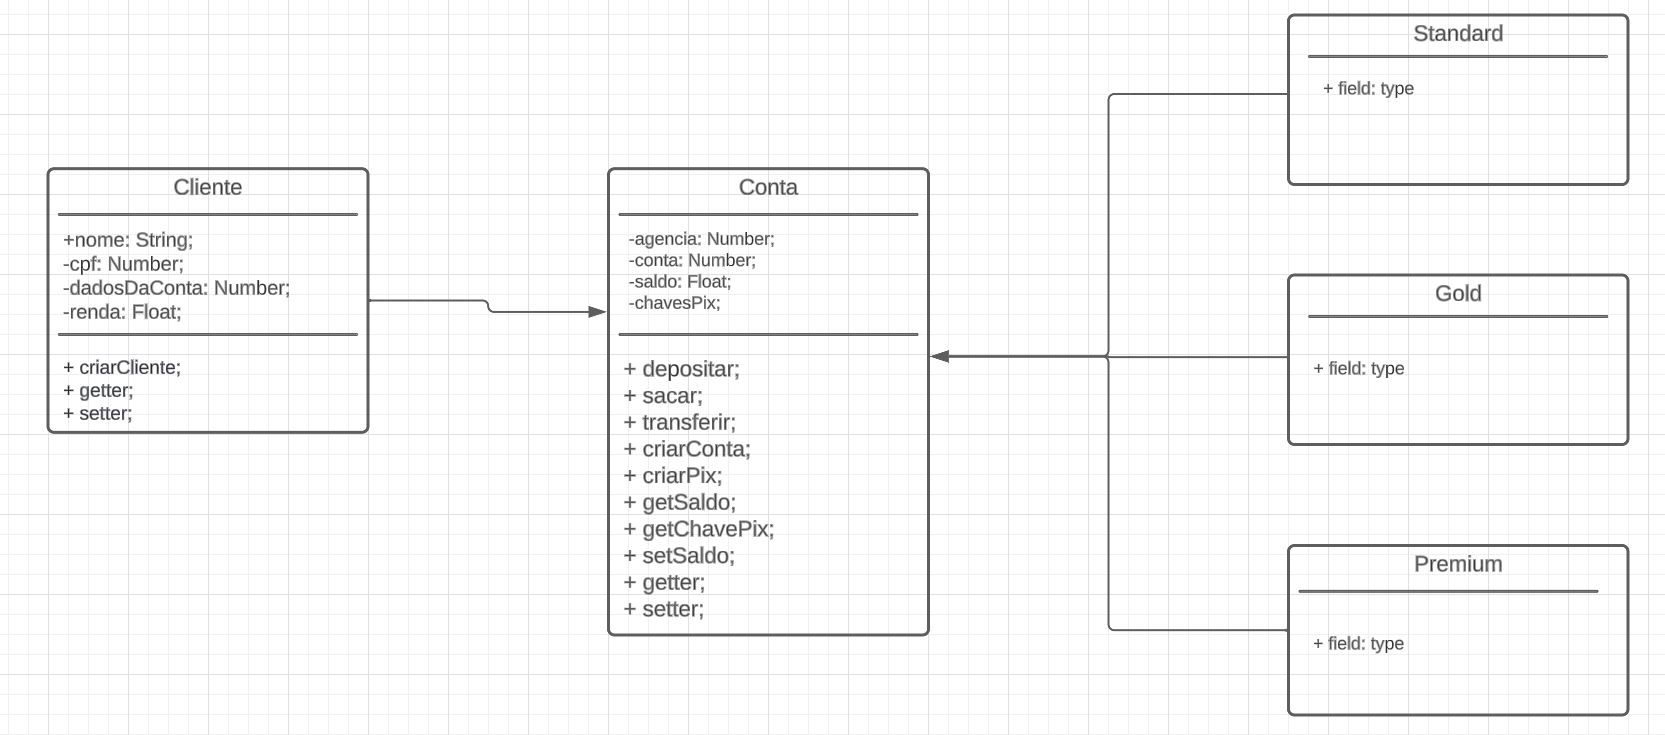 Cliente
+nome: String;
-cpf: Number;
-dadosDaConta: Number;
-renda: Float;
+ criarCliente;
+ getter;
+ setter;
Conta
-agencia: Number;
-conta: Number;
-saldo: Float;
-chavesPix;
+ depositar;
+ sacar;
+ transferir;
+ criarConta;
+ criarPix;
+ getSaldo;
+ getChavePix;
+ setSaldo;
+ getter;
+ setter;
Standard
+ field: type
Gold
+ field: type
Premium
+ field: type